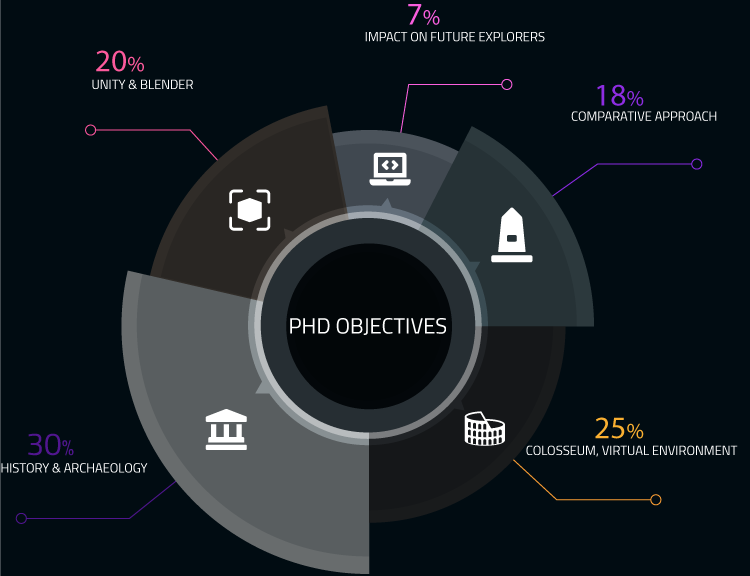 7%
IMPACT ON FUTURE EXPLORERS
20%
UNITY & BLENDER
18%
COMPARATIVE APPROACH
PHD OBJECTIVES
25%
COLOSSEUM, VIRTUAL ENVIRONMENT
30%
HISTORY & ARCHAEOLOGY